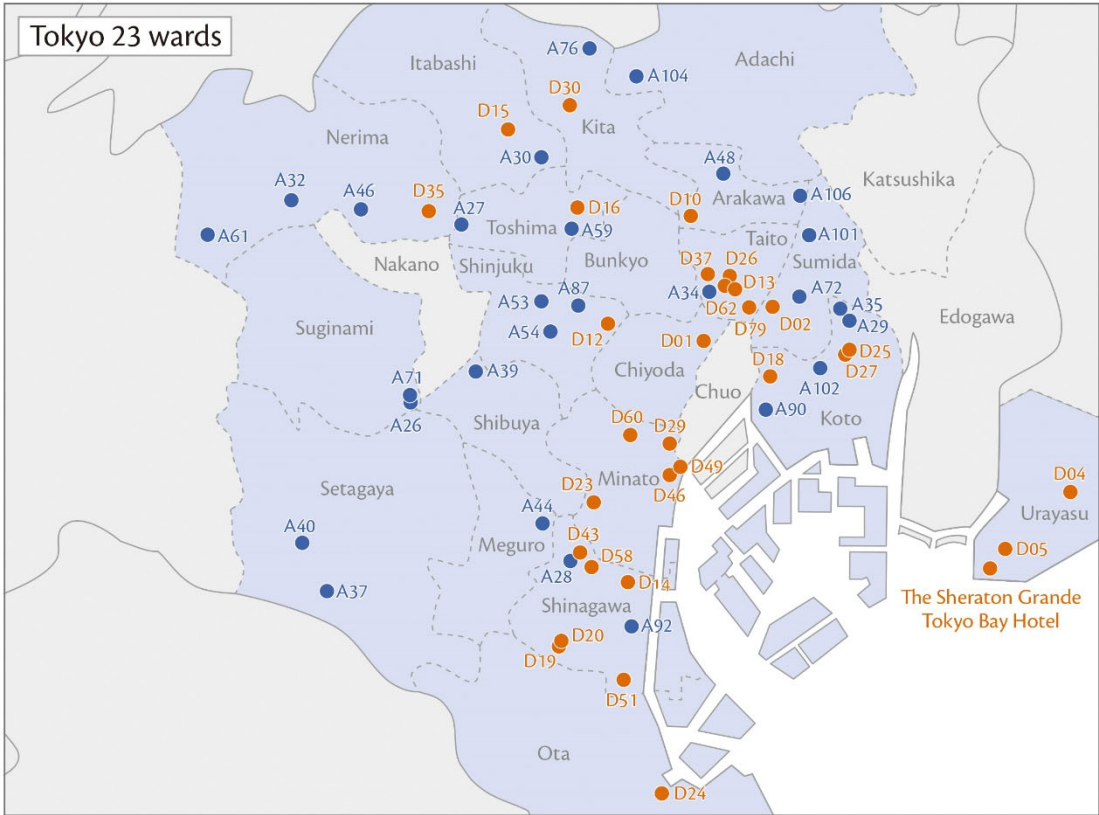 Tokyo 23 wards
A76
Adachi
Itabashi
A104
D30
D15
Kita
Nerima
A30
A48
Katsushika
A32
A46
D35
A27
D16
D10
Arakawa
A106
Toshima
A59
Taito
A101
A61
Nakano
Shinjuku
Bunkyo
D37
D26
Sumida
D13
A34
A72
A35
A53
A87
D62
D02
A29
Edogawa
Suginami
A54
D12
D01
D79
D25
D27
Chiyoda
D18
A102
A39
Chuo
A71
A26
A90
Koto
Shibuya
D60
D29
D49
Minato
D46
D04
Setagaya
D23
Urayasu
A44
A40
Meguro
D43
D58
D05
A28
D14
A37
The Sheraton Grande
Tokyo Bay Hotel
Shinagawa
A92
D20
D19
D51
Ota
D24